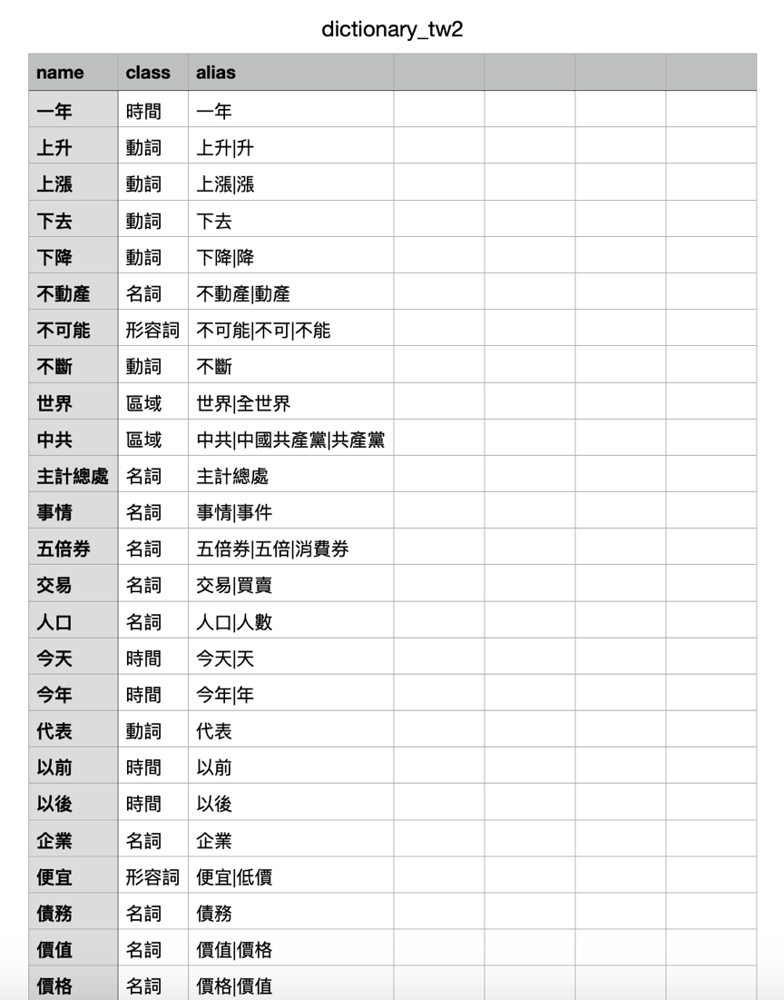 dictionary_tw2
name class alias
一年 時間 一年
上升 動詞 上升|升
上漲 動詞 上漲|漲
下去 動詞 下去
下降 動詞 下降|降
不動產 名詞 不動產|動產
不可能 形容詞 不可能|不可|不能
不斷 動詞 不斷
世界 區域 世界|全世界
中共 區域 中共|中國共產黨|共產黨
主計總處 名詞 主計總處
事情 名詞 事情|事件
五倍券 名詞 五倍券|五倍|消費券
交易 名詞 交易|買賣
人口 名詞 人口|人數
今天 時間 今天|天
今年 時間 今年|年
代表 動詞 代表
以前 時間 以前
以後 時間 以後
企業 名詞 企業
便宜 形容詞 便宜|低價
債務 名詞 債務
價值 名詞 價值|價格
價格 名詞 價格|價值